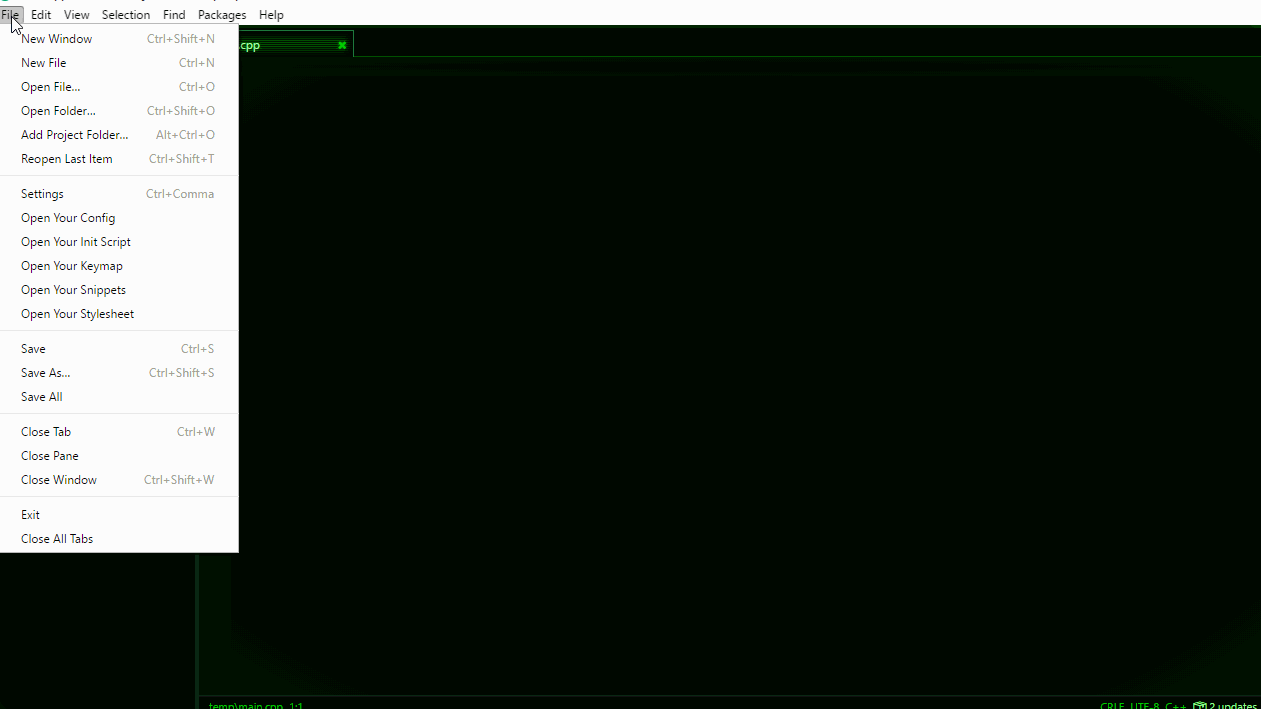 File Edit View Selection Find Packages Help
New Window Ctrl+Shift+N
.cpp
New File Ctrl+N
Open File... Ctrl+O
Open Folder... Ctrl+Shift+O
Add Project Folder... Alt+Ctrl+O
Reopen Last Item Ctrl+Shift+T
Settings Ctrl+Comma
Open Your Config
Open Your Init Script
Open Your Keymap
Open Your Snippets
Open Your Stylesheet
Save Ctrl+S
Save As... Ctrl+Shift+S
Save All
Close Tab Ctrl+W
Close Pane
Close Window Ctrl+Shift+W
Exit
Close All Tabs
temp\main.cpp 1:1 CRLF UTF-8 C++ 2 updates